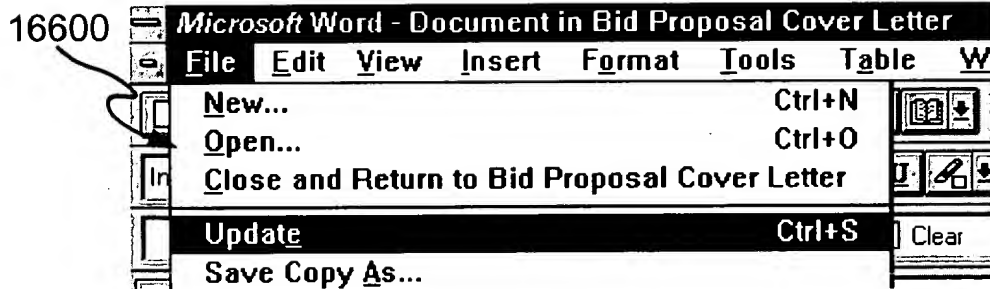 16600
Microsoft Word - Document in Bid Proposal Cover Letter
File Edit View Insert Format Tools Table W
New... Ctrl+N
Open... Ctrl+O
In Close and Return to Bid Proposal Cover Letter U
Update Ctrl+S Clear
Save Copy As...